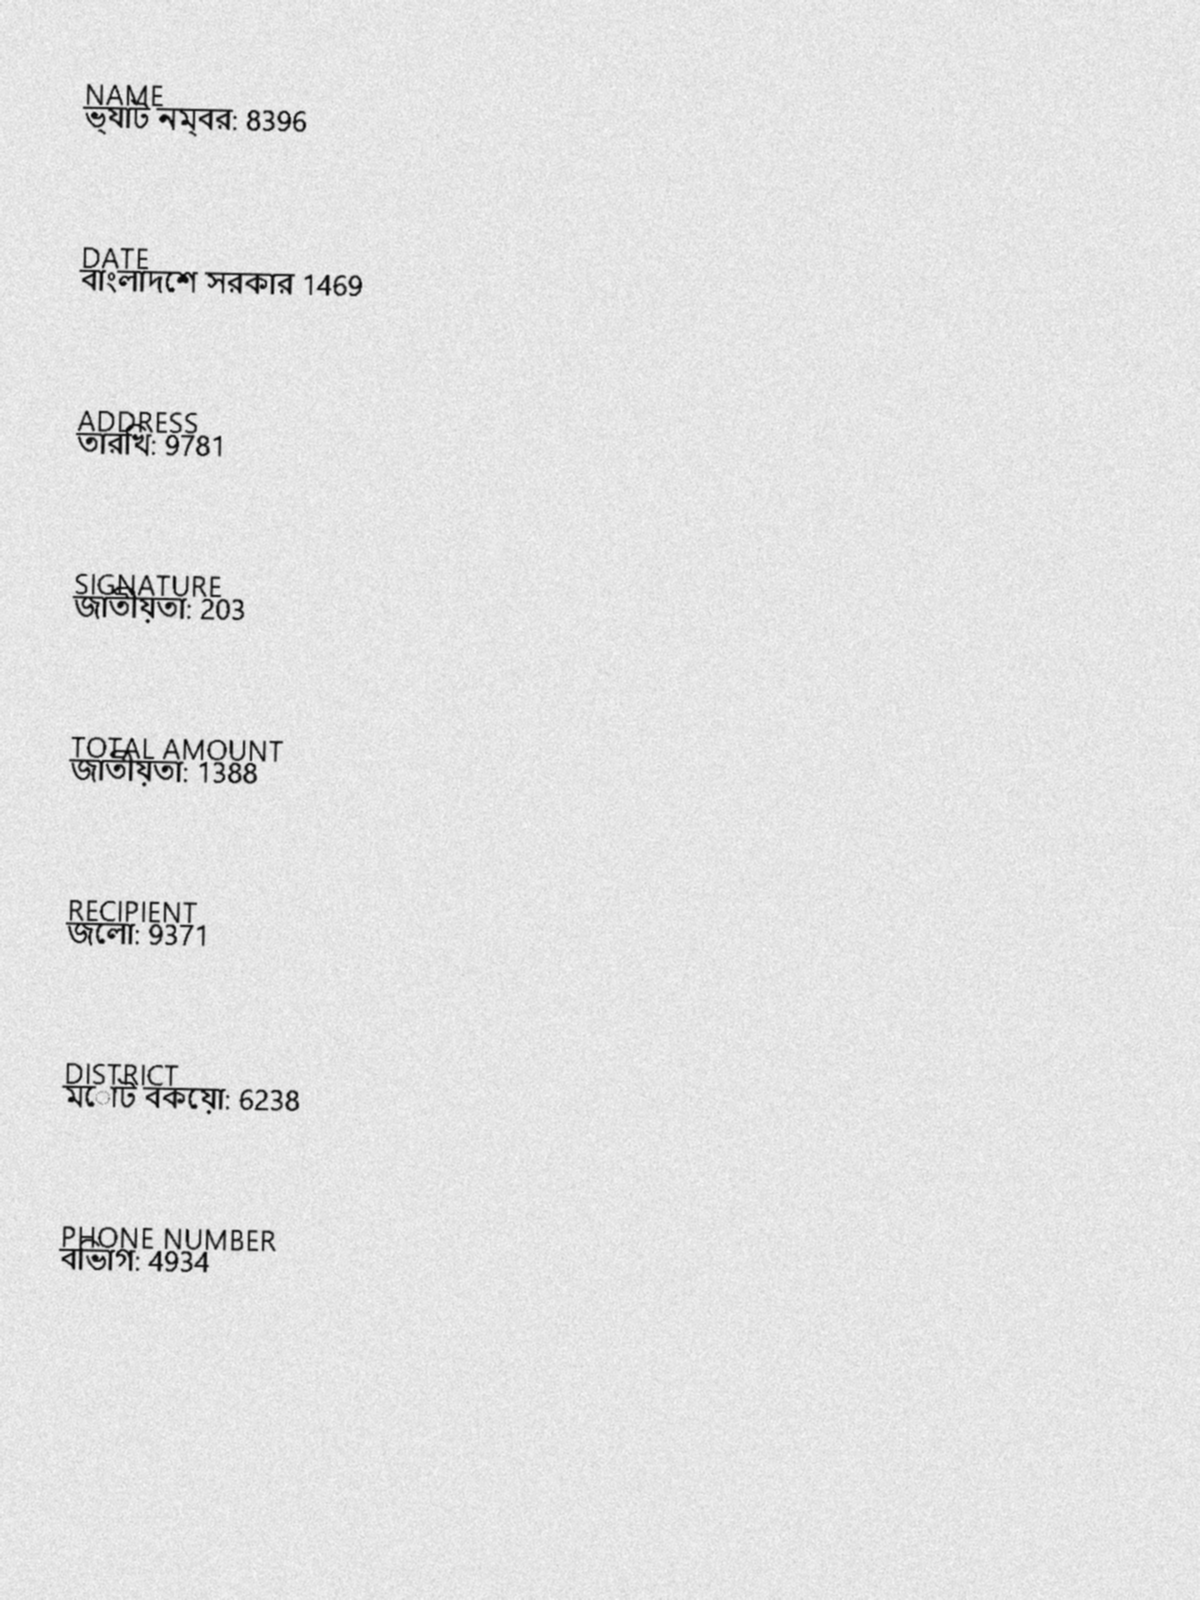 NAME
ভ্যাট নম্বর: 8396
DATE
বাংলাদেশ সরকার 1469
ADDRESS
তারিখ: 9781
SIGNATURE
জাতীয়তা: 203
TOTAL AMOUNT
জাতীয়তা: 1388
RECIPIENT
জেলা: 9371
DISTRICT
মোট বকেয়া: 6238
PHONE NUMBER
বিভাগ: 4934